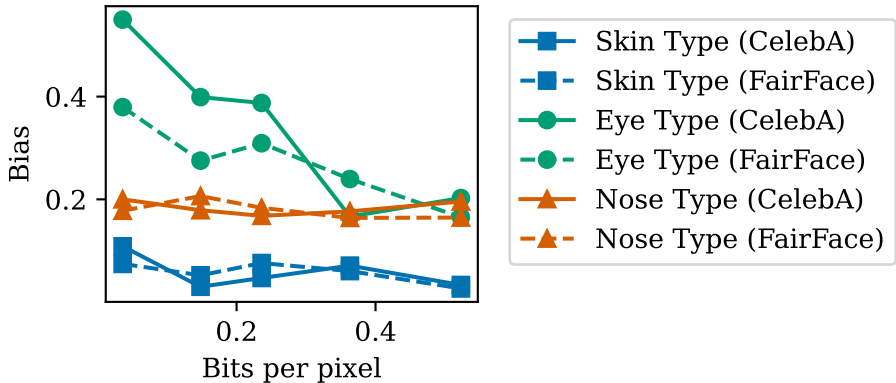 Bias
0.4
0.2
0.2
0.4
Bits per pixel
Skin Type (CelebA)
Skin Type (FairFace)
Eye Type (CelebA)
Eye Type (FairFace)
Nose Type (CelebA)
Nose Type (FairFace)